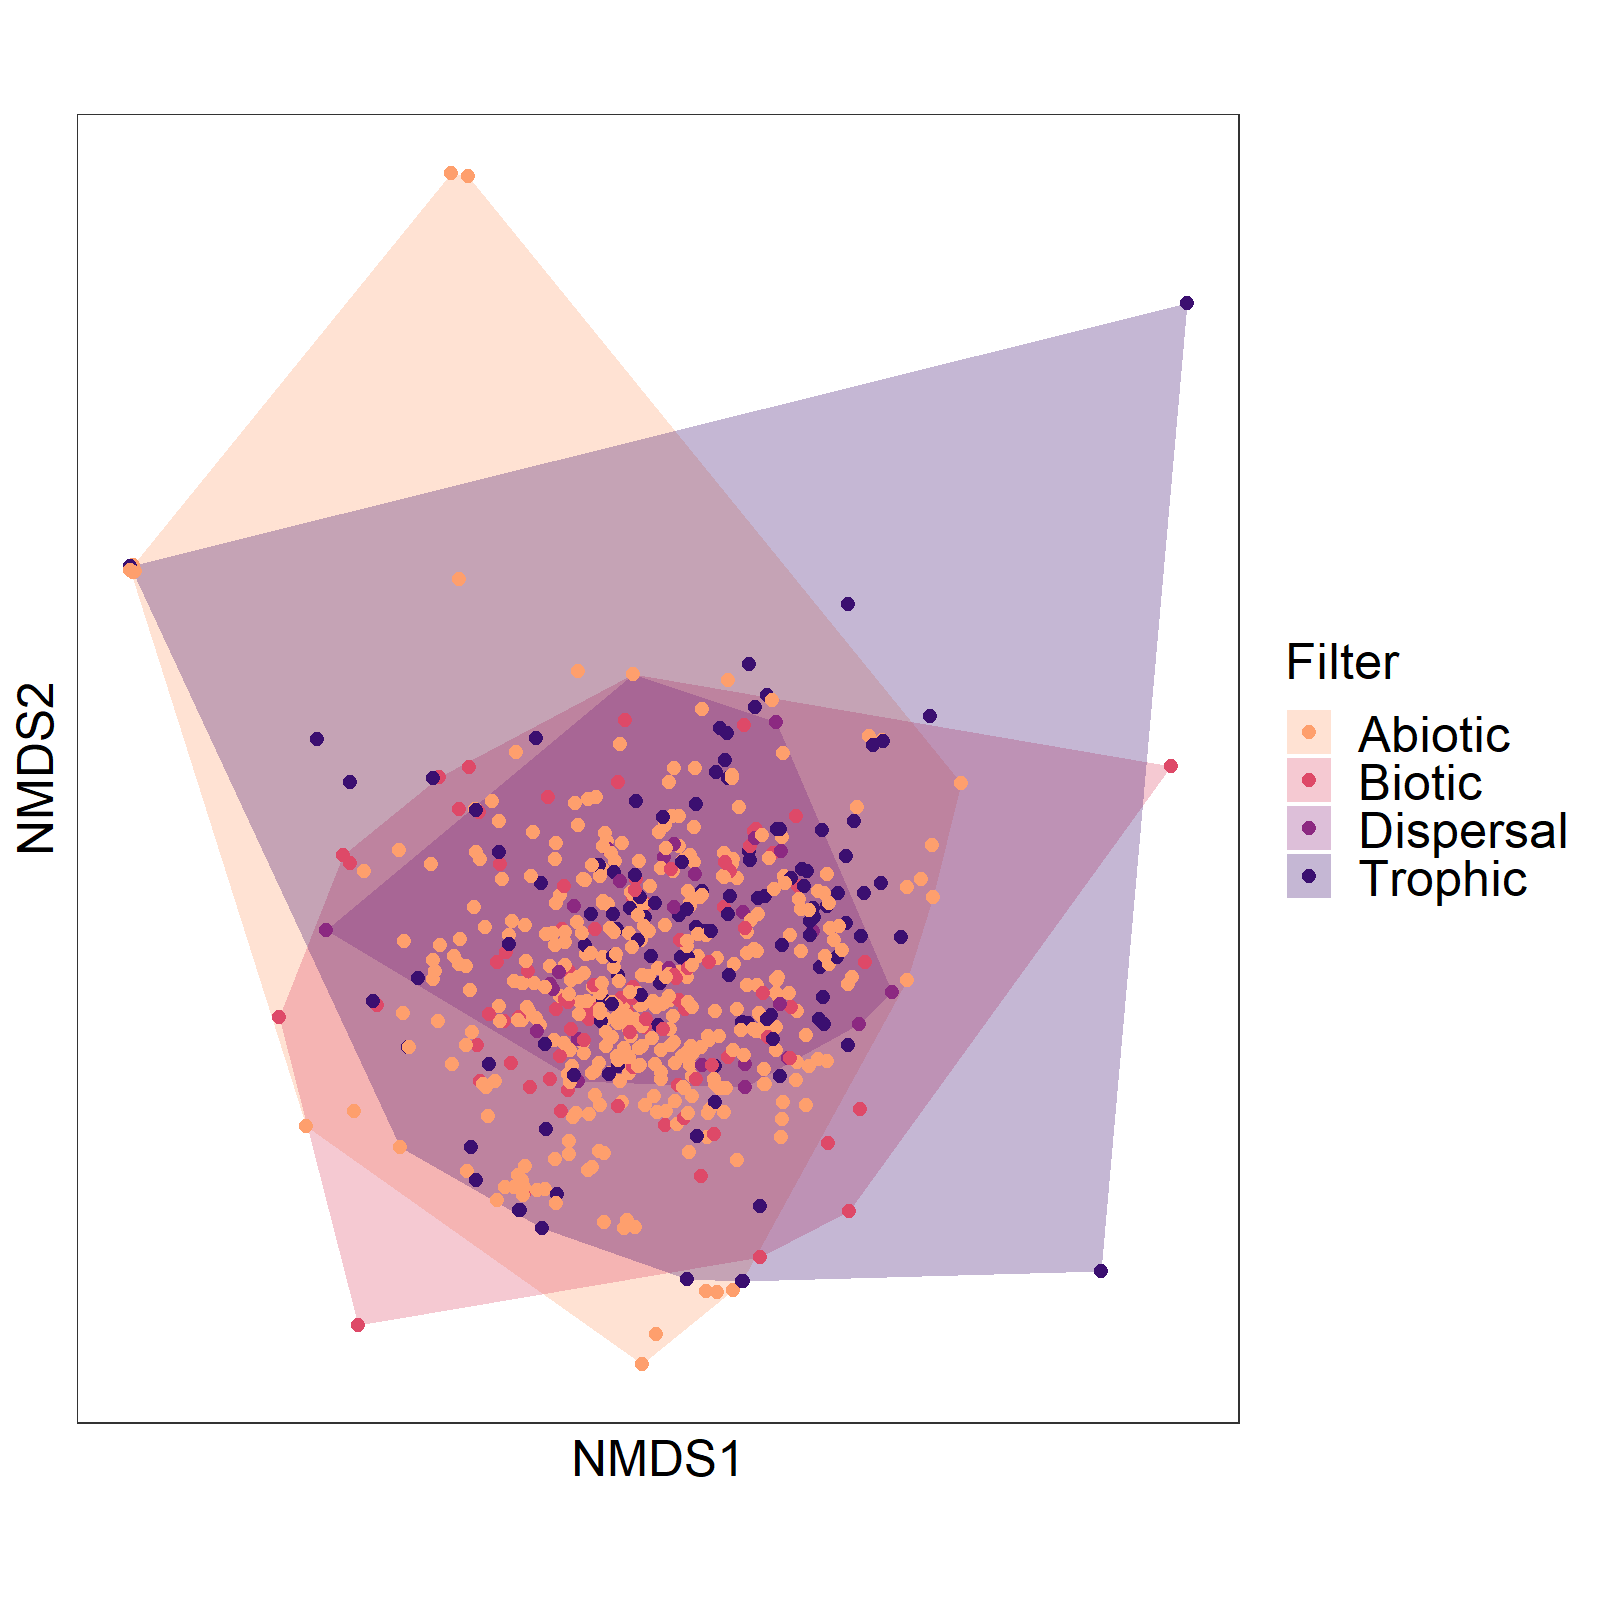 NMDS2
NMDS1
Filter
Abiotic
Biotic
Dispersal
Trophic